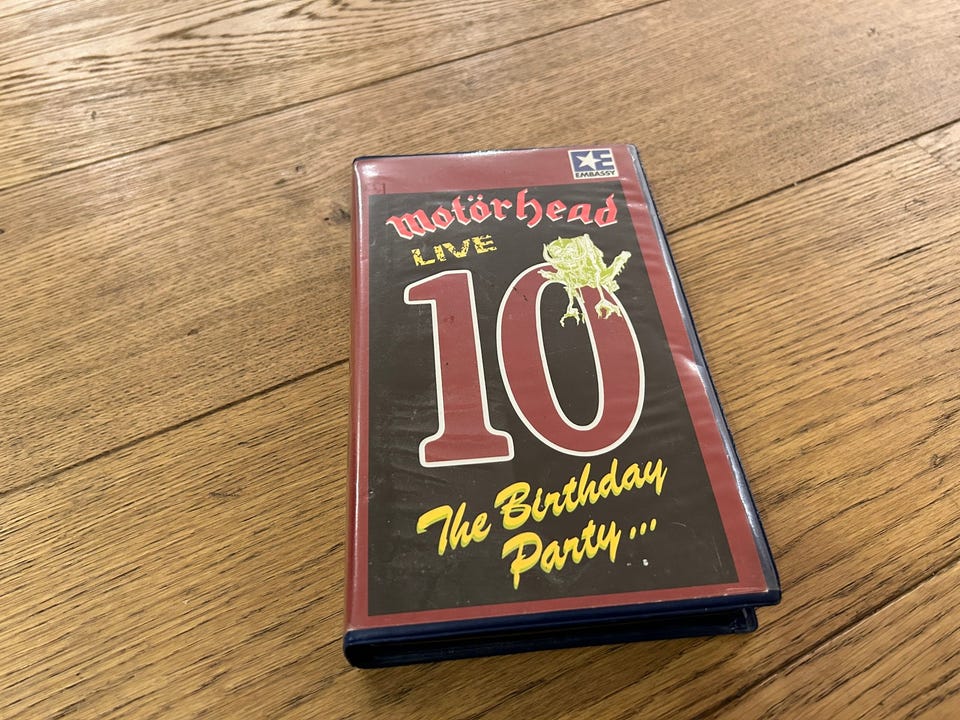 E
EMBASSY
motörhead
LIVE
10
The Birthday
Party...